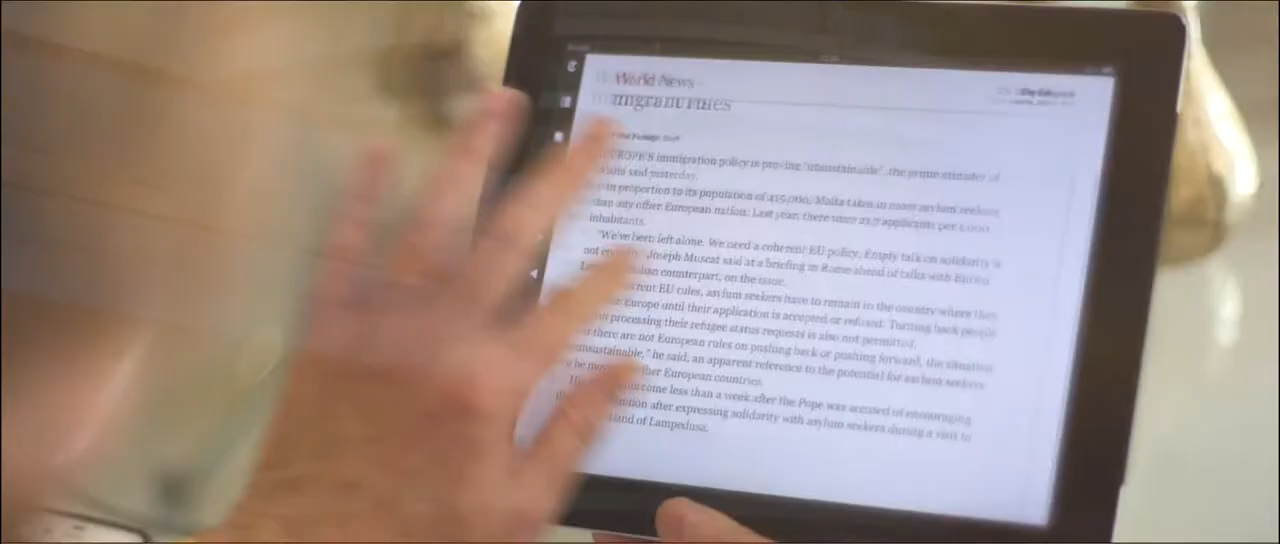 World News
EUROPE'S immigration policy is proving "unsustainable", the prime minister of
said yesterday.
in proportion to its population of 415,000, Malta takes in more asylum seekers
than any other European nation. Last year, there were 21.7 applicants per 1,000
inhabitants.
"We've been left alone. We need a coherent EU policy. Empty talk on solidarity is
not Joseph Muscat said at a briefing in Rome ahead of talks with Enrico
counterpart, on the issue.
EU rules, asylum seekers have to remain in the country where they
Europe until their application is accepted or refused. Turning back people
processing their refugee status requests is also not permitted.
there are not European rules on pushing back or pushing forward, the situation
unsustainable," he said, an apparent reference to the potential for asylum seekers
be European countries.
come less than a week after the Pope was accused of encouraging
after expressing solidarity with asylum seekers during a visit to
of Lampedusa.